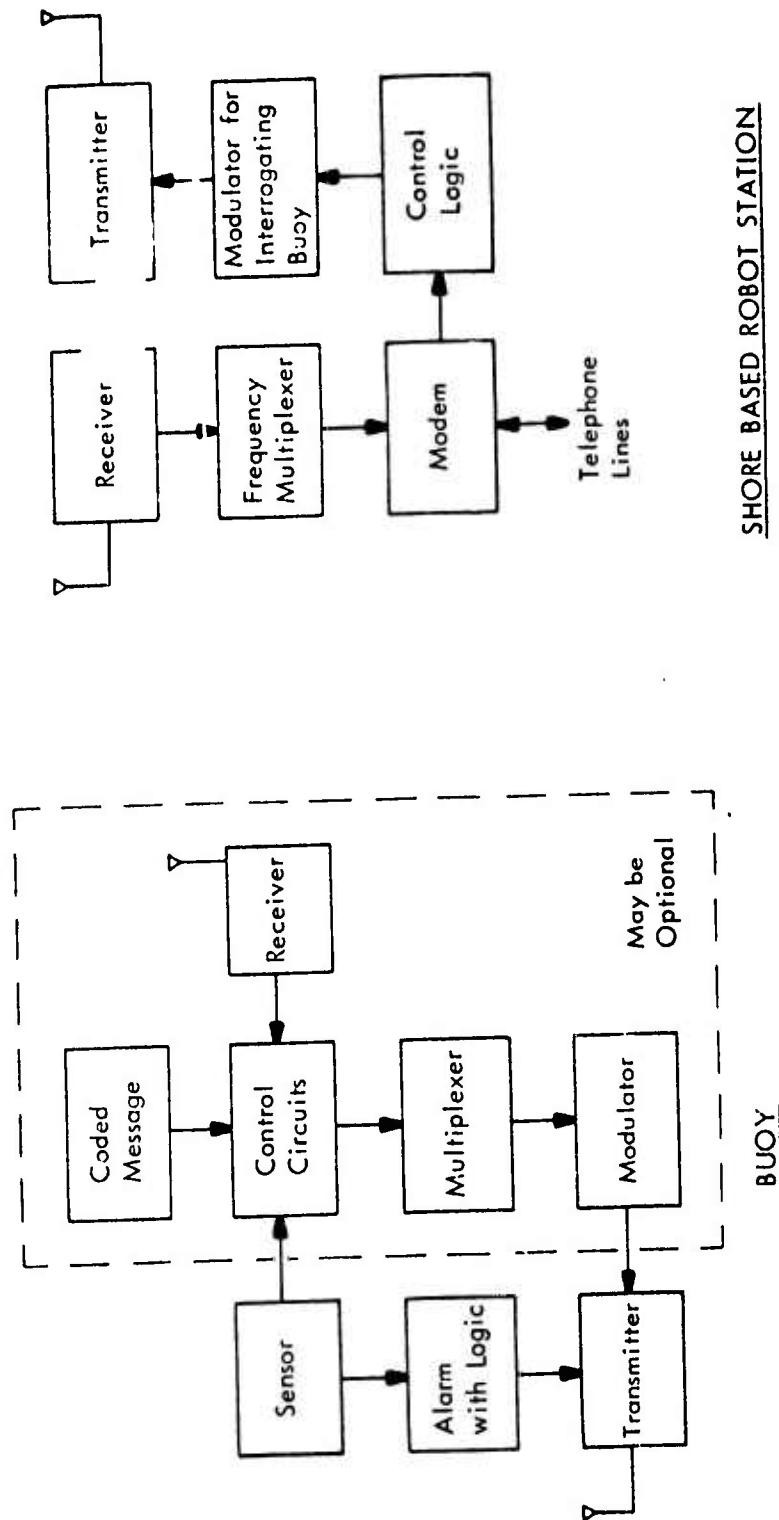 Coded
Message
Sensor
Control
Circuits
Receiver
Alarm
with Logic
Multiplexer
Transmitter
Modulator
May be
Optional
BUOY
Receiver
Transmitter
Frequency
Multiplexer
Modulator for
Interrogating
Buoy
Modem
Control
Logic
Telephone
Lines
SHORE BASED ROBOT STATION